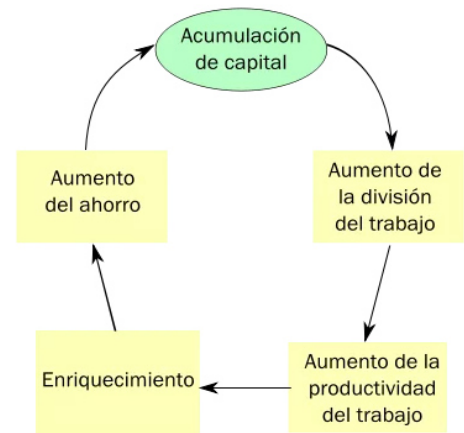 Acumulación
de capital
Aumento de
la división
del trabajo
Aumento de la
productividad
del trabajo
Enriquecimiento
Aumento
del ahorro